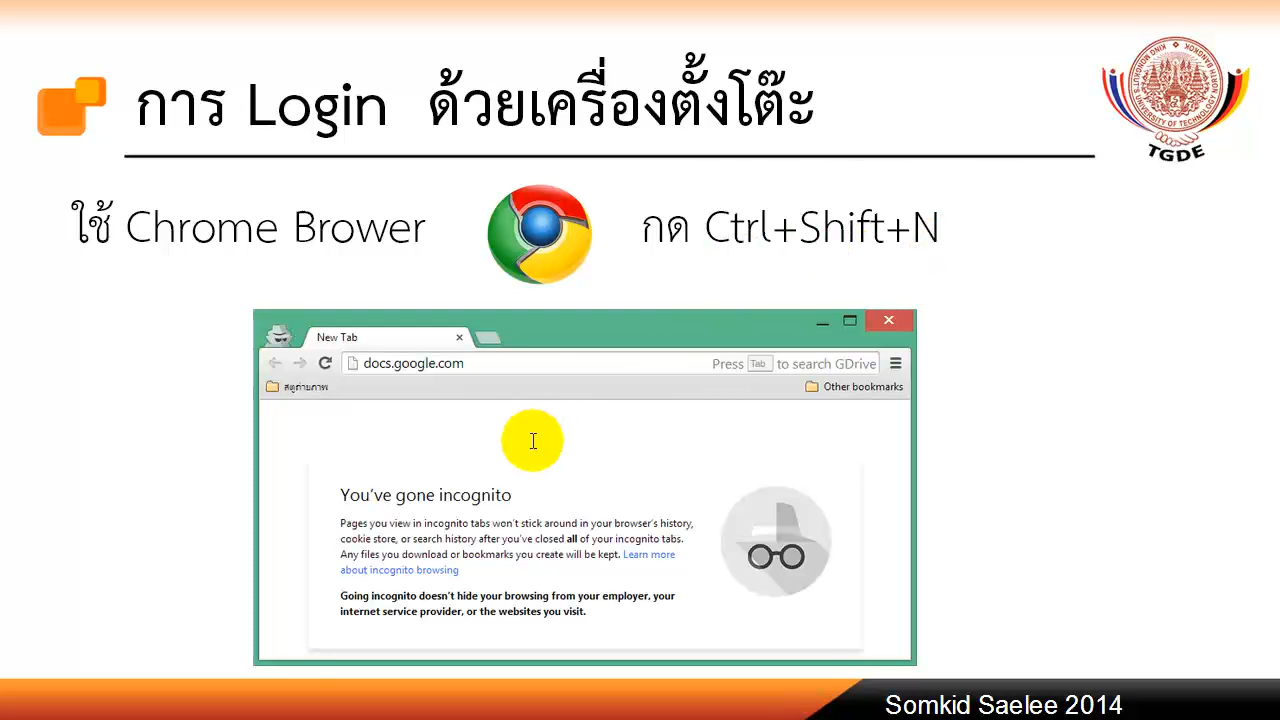 การ Login ด้วยเครื่องตั้งโต๊ะ
TGDE
ใช้ Chrome Brower
กด Ctrl+Shift+N
New Tab
docs.google.com
Press Tab to search GDrive
Other bookmarks
You've gone incognito
Pages you view in incognito tabs won't stick around in your browser's history,
cookie store, or search history after you've closed all of your incognito tabs.
Any files you download or bookmarks you create will be kept. Learn more
about incognito browsing
Going incognito doesn't hide your browsing from your employer, your
internet service provider, or the websites you visit.
Somkid Saelee 2014